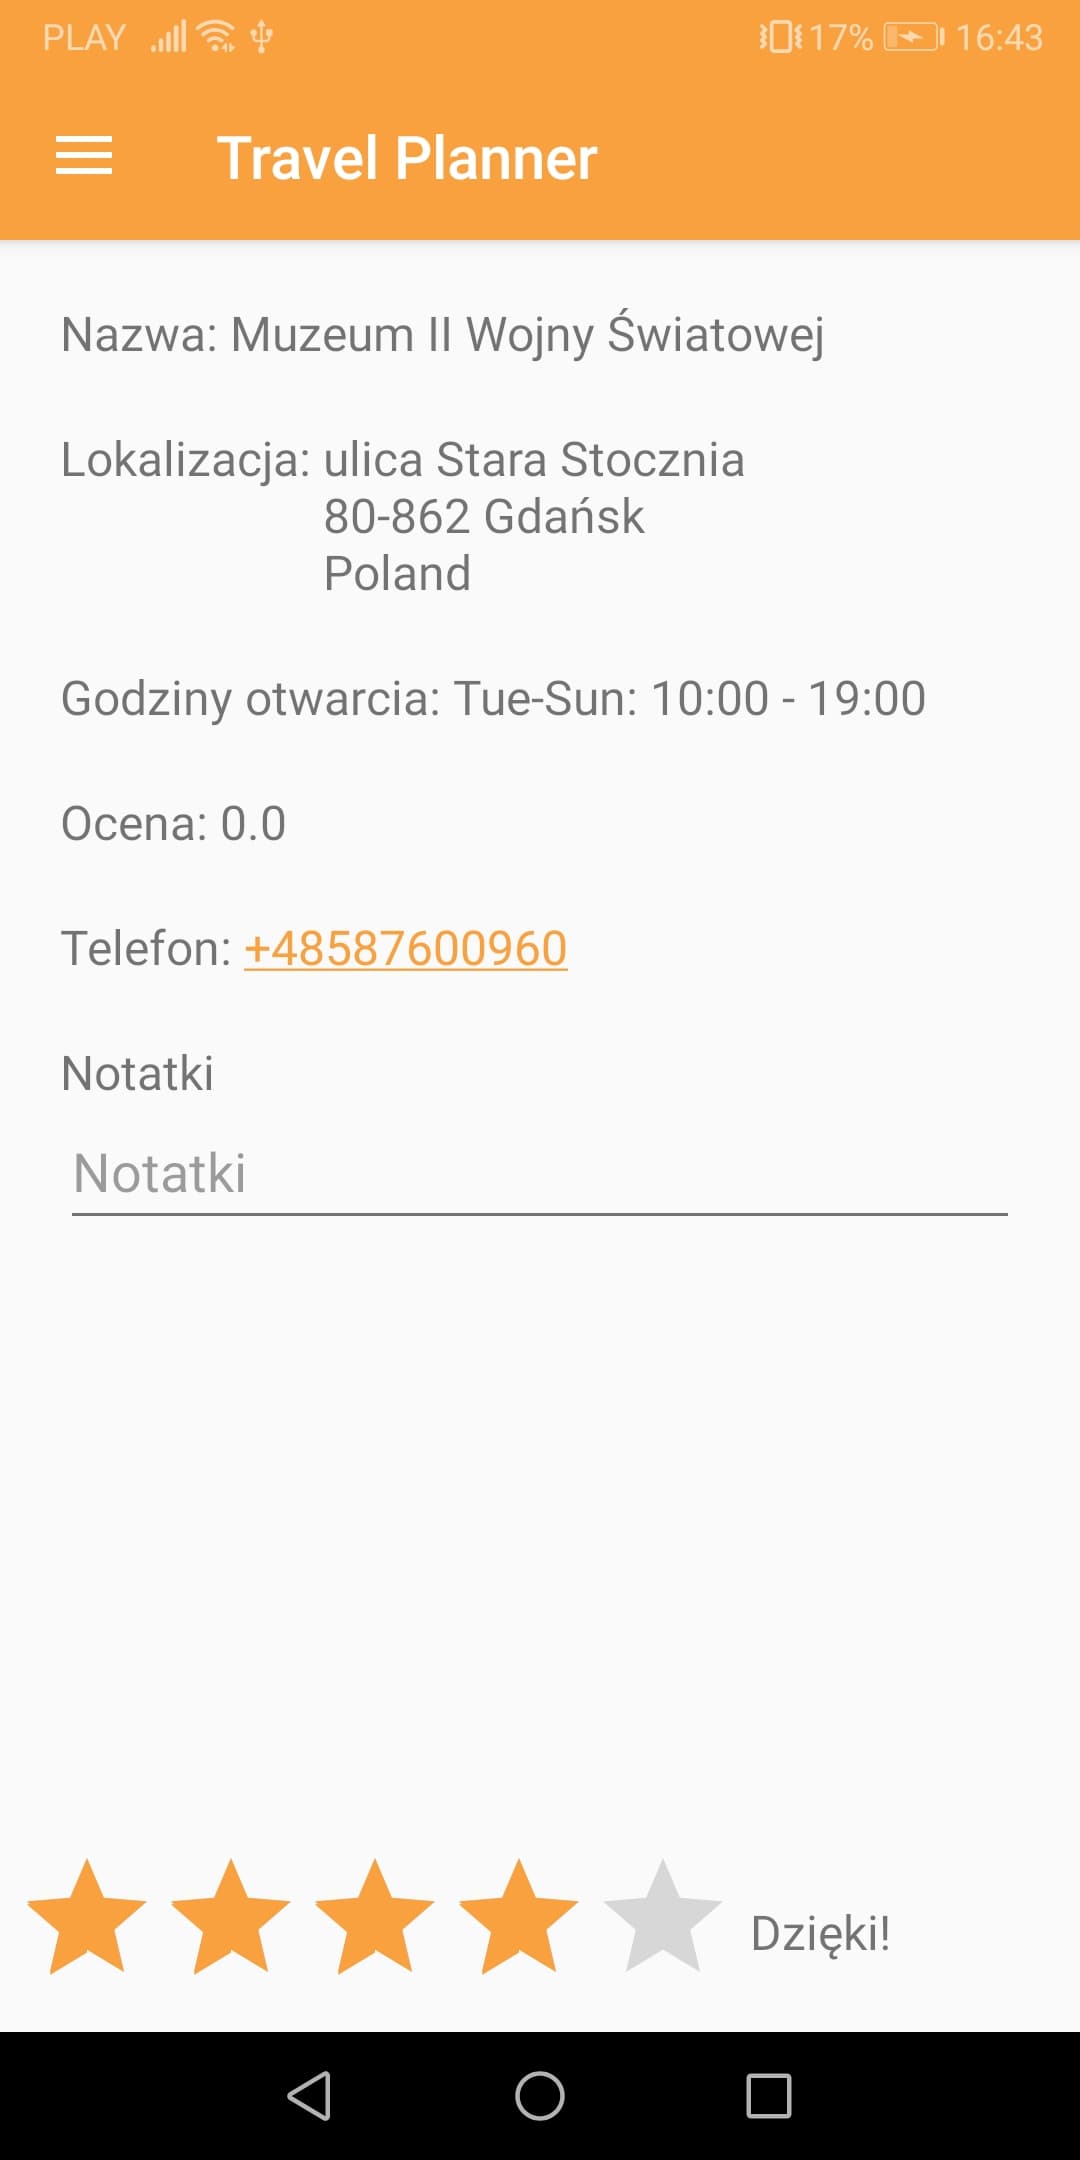 PLAY 17% 16:43
Travel Planner
Nazwa: Muzeum II Wojny Światowej
Lokalizacja: ulica Stara Stocznia
80-862 Gdańsk
Poland
Godziny otwarcia: Tue-Sun: 10:00 - 19:00
Ocena: 0.0
Telefon: +48587600960
Notatki
Notatki
Dzięki!